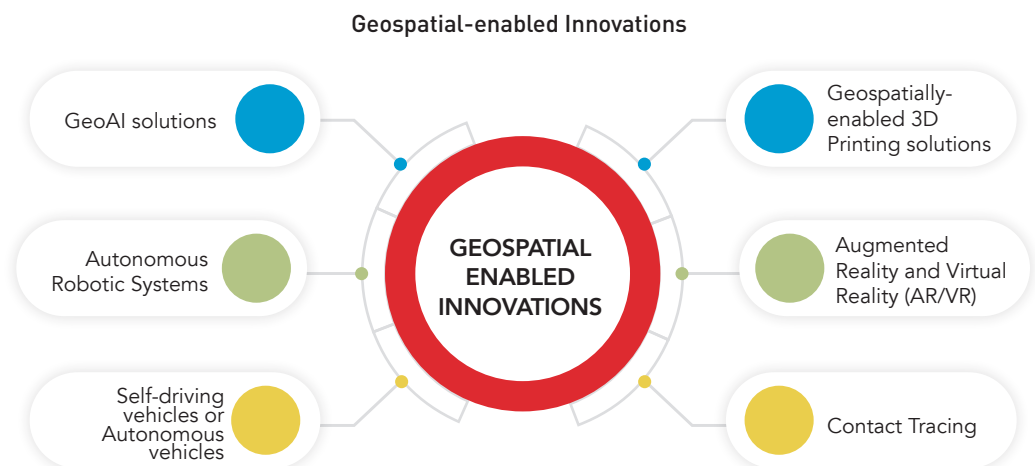 Geospatial-enabled Innovations
GeoAI solutions
Autonomous
Robotic Systems
Self-driving
vehicles or
Autonomous
vehicles
GEOSPATIAL
ENABLED
INNOVATIONS
Geospatially-
enabled 3D
Printing solutions
Augmented
Reality and Virtual
Reality (AR/VR)
Contact Tracing